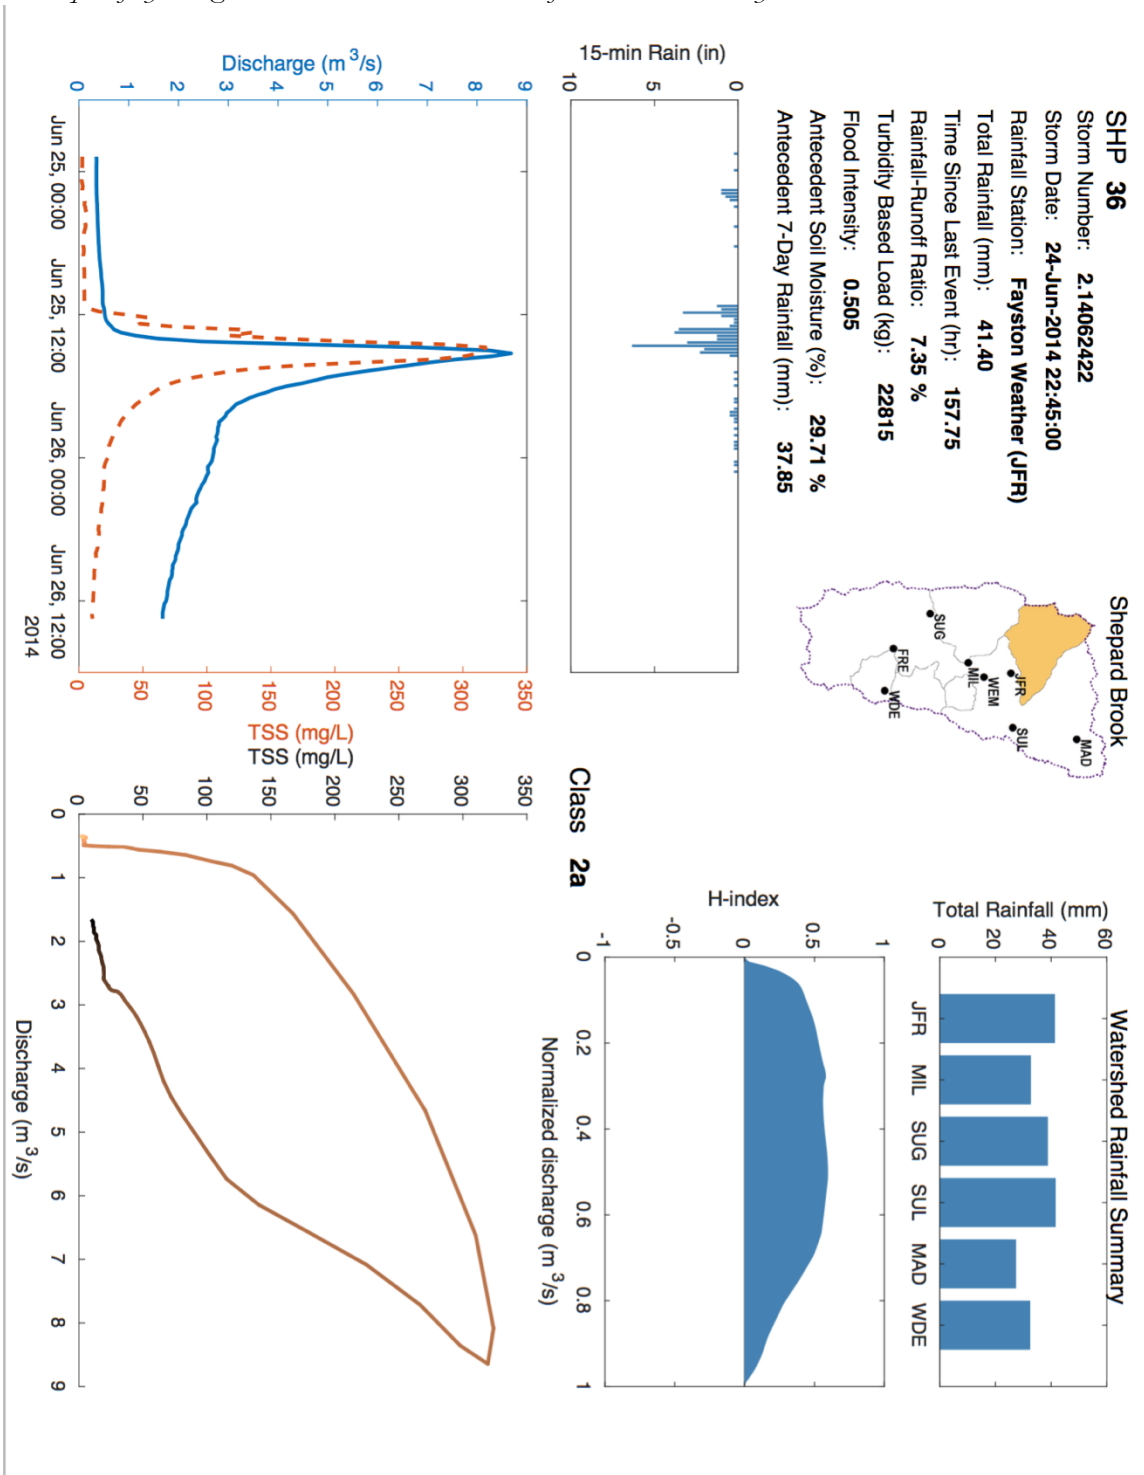 SHP 36
Storm Number: 2.14062422
Storm Date: 24-Jun-2014 22:45:00
Rainfall Station: Fayston Weather (JFR)
Total Rainfall (mm): 41.40
Time Since Last Event (hr): 157.75
Rainfall-Runoff Ratio: 7.35 %
Turbidity Based Load (kg): 22815
Flood Intensity: 0.505
Antecedent Soil Moisture (%): 29.71 %
Antecedent 7-Day Rainfall (mm): 37.85
Shepard Brook
MAD
SUL
JFR
WEM
MIL
SUG
FRE
WDE
Watershed Rainfall Summary
Total Rainfall (mm)
60
40
20
0
JFR MIL SUG SUL MAD WDE
15-min Rain (in)
0
5
10
Class 2a
H-index
1
0.5
0
-0.5
-1
0 0.2 0.4 0.6 0.8 1
Normalized discharge (m3/s)
Discharge (m3/s)
9
8
7
6
5
4
3
2
1
0
Jun 25, 00:00 Jun 25, 12:00 Jun 26, 00:00 Jun 26, 12:00
2014
350
300
250
200
150
100
50
0
TSS (mg/L)
TSS (mg/L)
350
300
250
200
150
100
50
0
0 1 2 3 4 5 6 7 8 9
Discharge (m3/s)